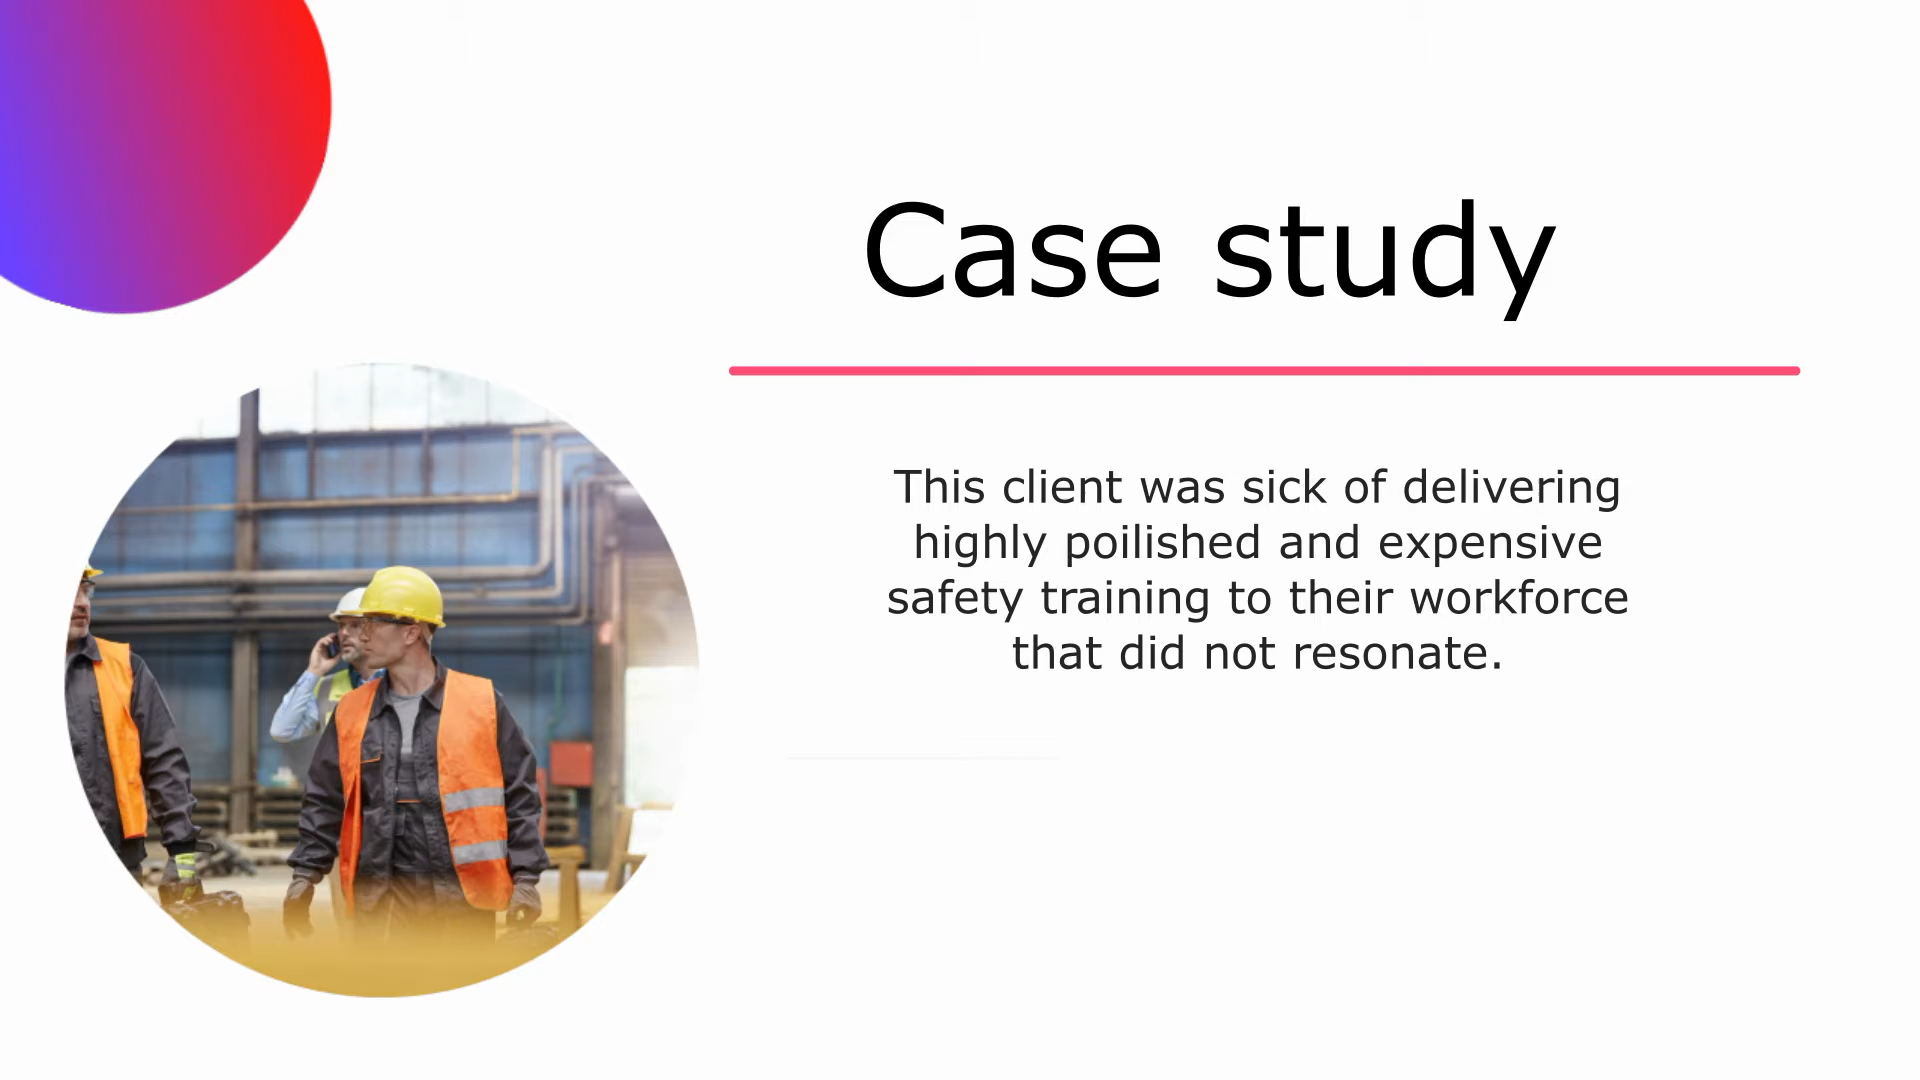 Case study
This client was sick of delivering
highly poilished and expensive
safety training to their workforce
that did not resonate.